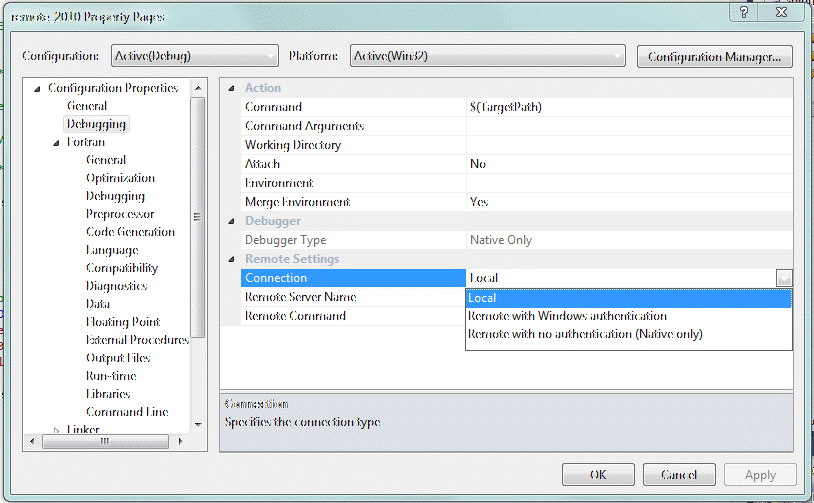 remote_2010 Property Pages
Configuration: Active(Debug) Platform: Active(Win32) Configuration Manager...
Configuration Properties
General
Debugging
Fortran
General
Optimization
Debugging
Preprocessor
Code Generation
Language
Compatibility
Diagnostics
Data
Floating Point
External Procedures
Output Files
Run-time
Libraries
Command Line
Linker
Action
Command $(TargetPath)
Command Arguments
Working Directory
Attach No
Environment
Merge Environment Yes
Debugger
Debugger Type Native Only
Remote Settings
Connection Local
Remote Server Name
Remote Command
Local
Remote with Windows authentication
Remote with no authentication (Native only)
Connection
Specifies the connection type
OK Cancel Apply